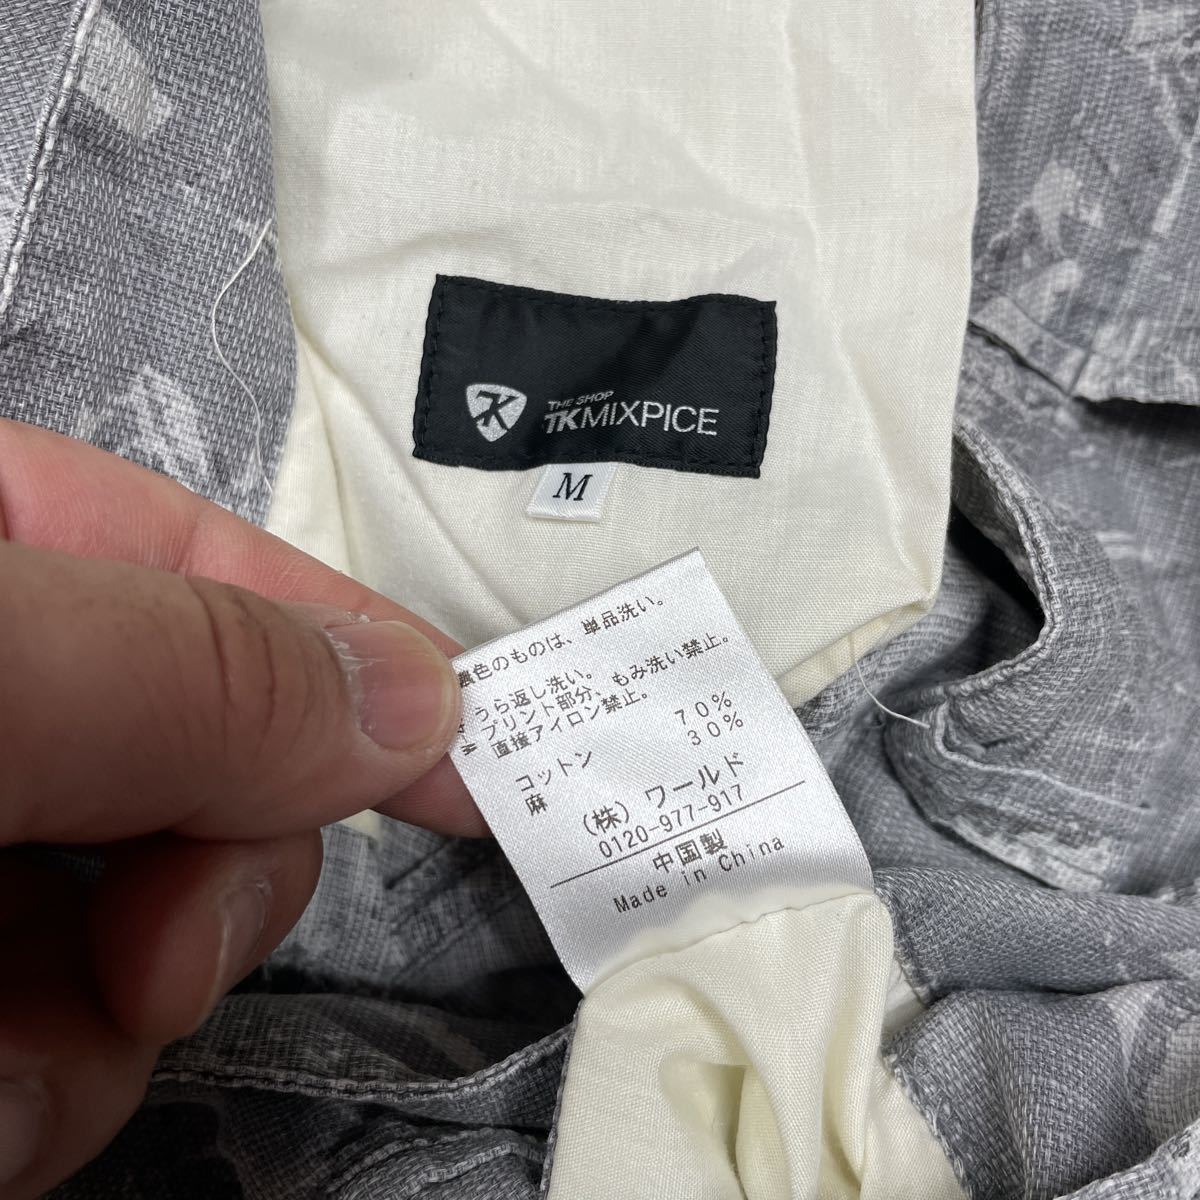 THE SHOP
TKMIXPICE
M
濃色のものは、単品洗い。
うら返し洗い。
プリント部分、もみ洗い禁止。
直接アイロン禁止。
コットン 70%
麻 30%
(株) ワールド
0120-977-917
中国製
Made in China